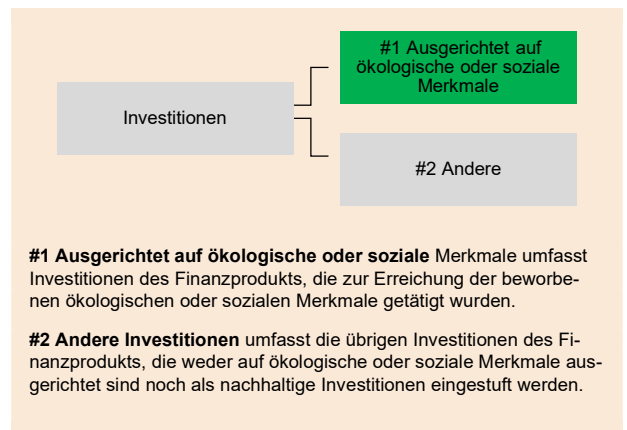 #1 Ausgerichtet auf
ökologische oder soziale
Merkmale
Investitionen
#2 Andere
#1 Ausgerichtet auf ökologische oder soziale Merkmale umfasst
Investitionen des Finanzprodukts, die zur Erreichung der beworbe-
nen ökologischen oder sozialen Merkmale getätigt wurden.
#2 Andere Investitionen umfasst die übrigen Investitionen des Fi-
nanzprodukts, die weder auf ökologische oder soziale Merkmale aus-
gerichtet sind noch als nachhaltige Investitionen eingestuft werden.